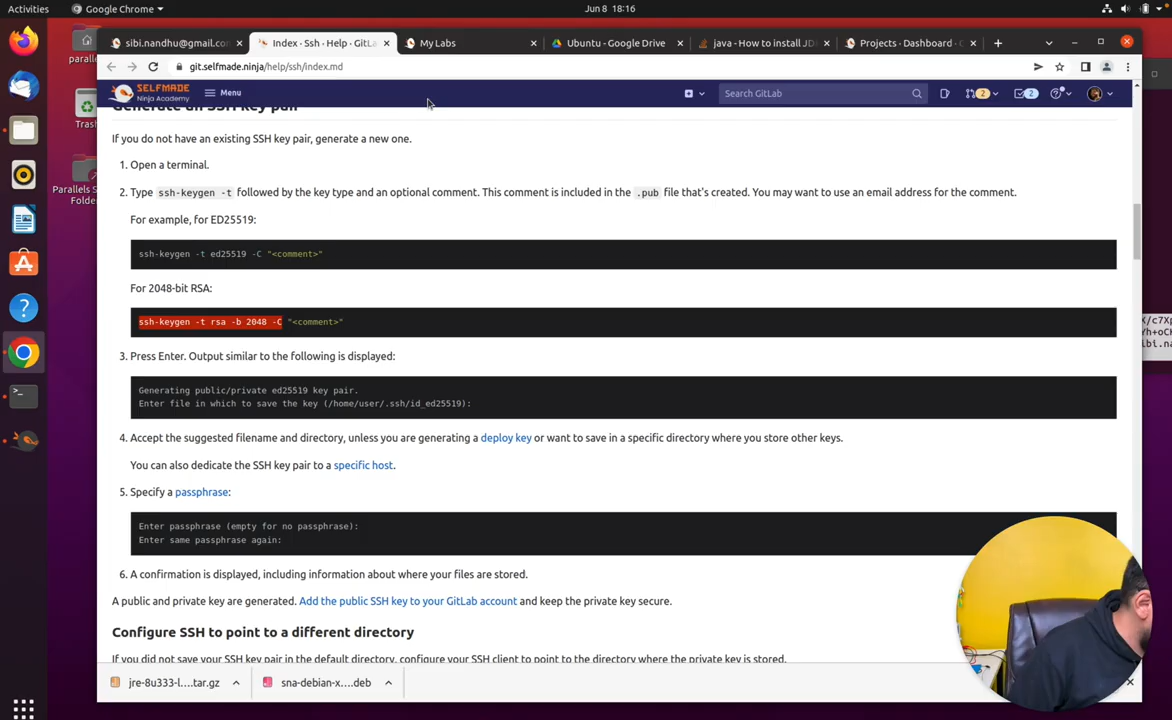 Activities
Google Chrome
Jun 8 18:16
sibi.nandhu@gmail.con
Index · Ssh · Help · GitLa
My Labs
Ubuntu - Google Drive
java - How to install JD
Projects · Dashboard · G
git.selfmade.ninja/help/ssh/index.md
SELFMADE
Ninja Academy
Menu
Search GitLab
2
2
paralle
Trash
Parallels S
Folder
Generate an SSH key pair
If you do not have an existing SSH key pair, generate a new one.
1. Open a terminal.
2. Type ssh-keygen -t followed by the key type and an optional comment. This comment is included in the .pub file that's created. You may want to use an email address for the comment.
For example, for ED25519:
ssh-keygen -t ed25519 -C "<comment>"
For 2048-bit RSA:
ssh-keygen -t rsa -b 2048 -C "<comment>"
3. Press Enter. Output similar to the following is displayed:
Generating public/private ed25519 key pair.
Enter file in which to save the key (/home/user/.ssh/id_ed25519):
4. Accept the suggested filename and directory, unless you are generating a deploy key or want to save in a specific directory where you store other keys.
You can also dedicate the SSH key pair to a specific host.
5. Specify a passphrase:
Enter passphrase (empty for no passphrase):
Enter same passphrase again:
6. A confirmation is displayed, including information about where your files are stored.
A public and private key are generated. Add the public SSH key to your GitLab account and keep the private key secure.
Configure SSH to point to a different directory
If you did not save your SSH key pair in the default directory, configure your SSH client to point to the directory where the private key is stored.
jre-8u333-l....tar.gz
sna-debian-x....deb